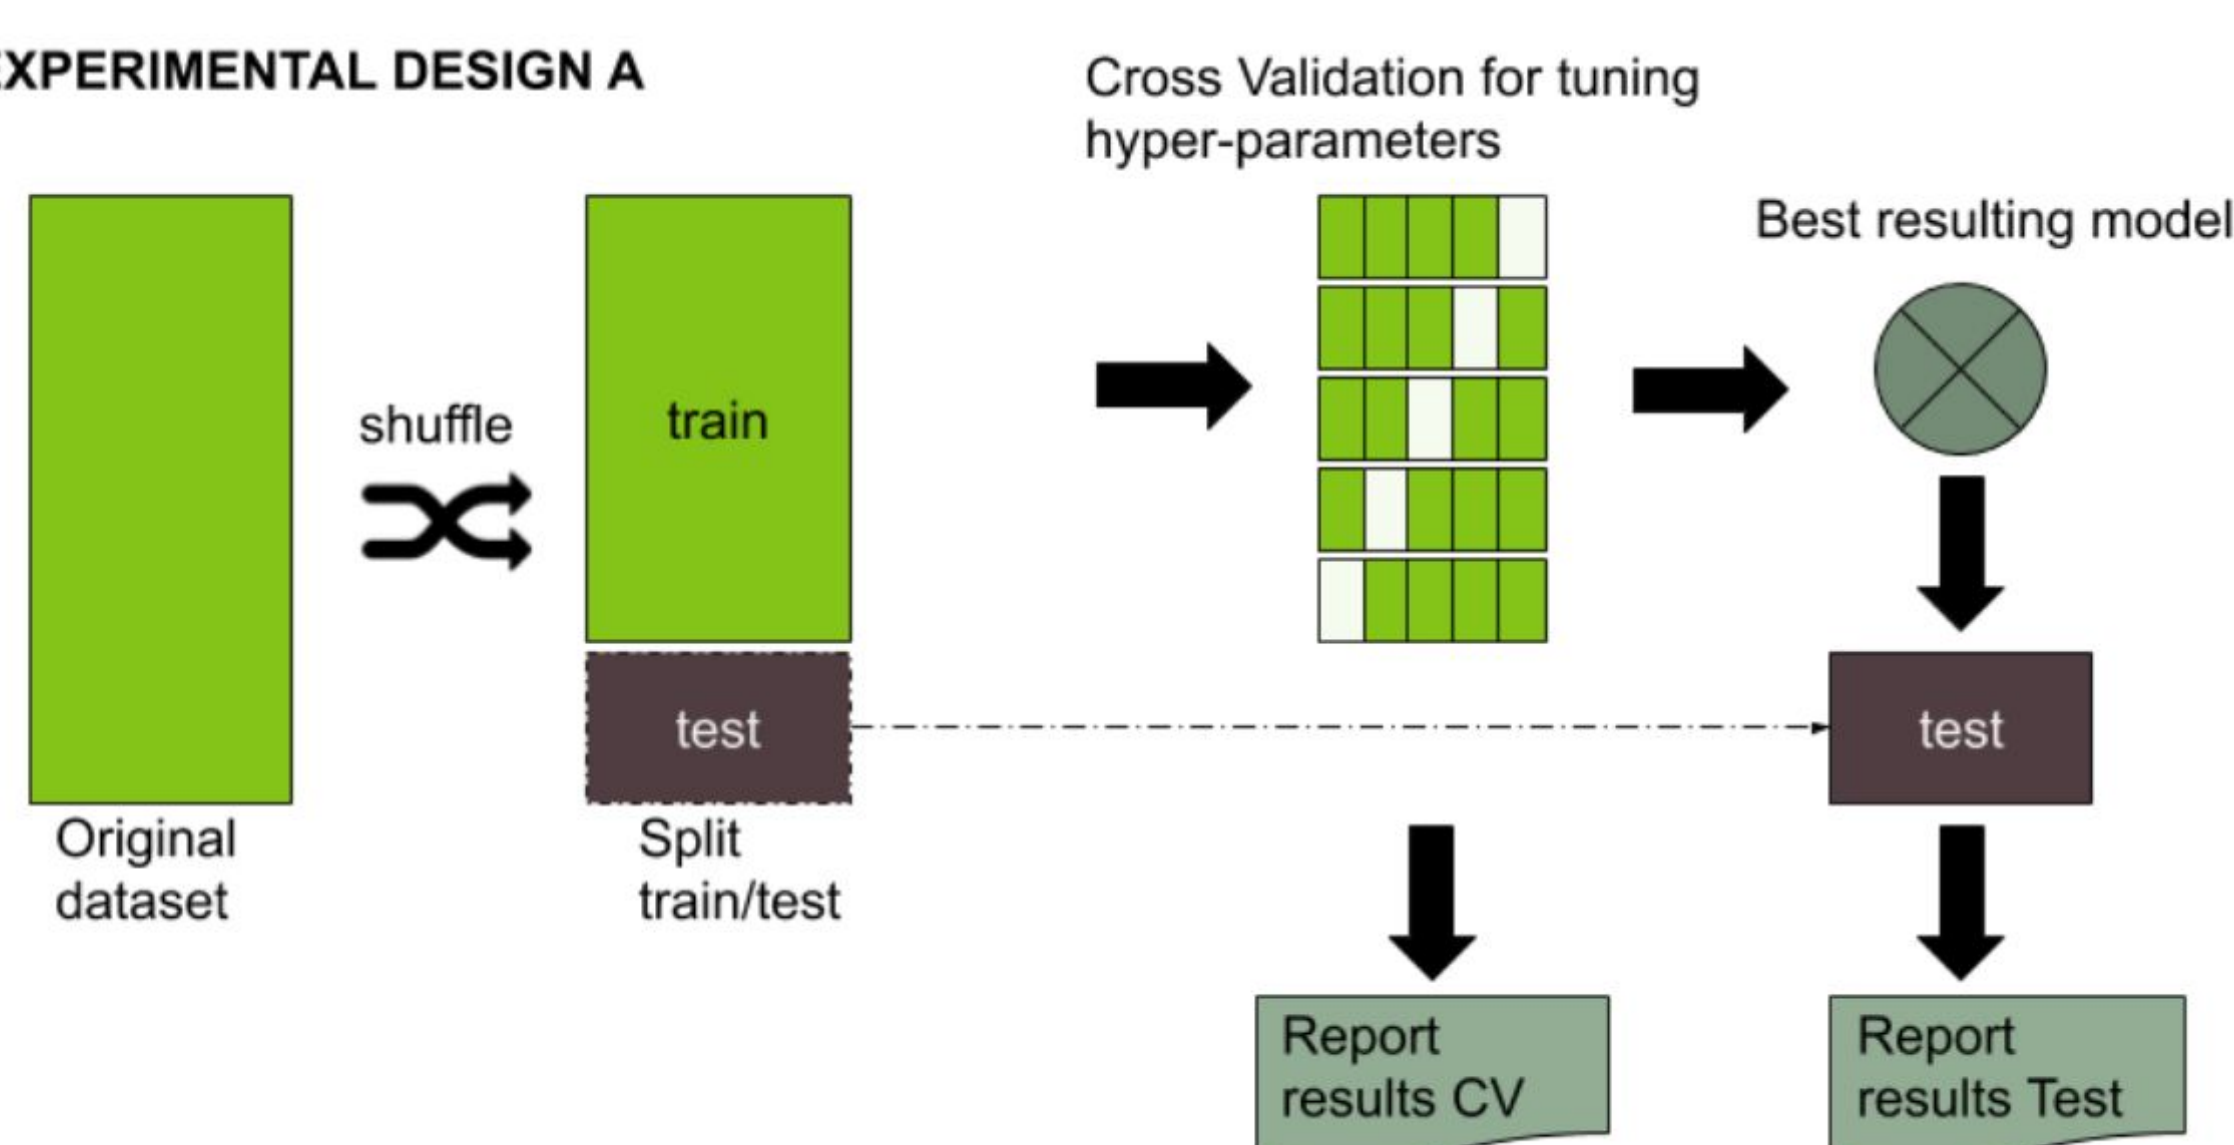 EXPERIMENTAL DESIGN A
Cross Validation for tuning
hyper-parameters
Best resulting model
shuffle
train
test
test
Original
dataset
Split
train/test
Report
results CV
Report
results Test